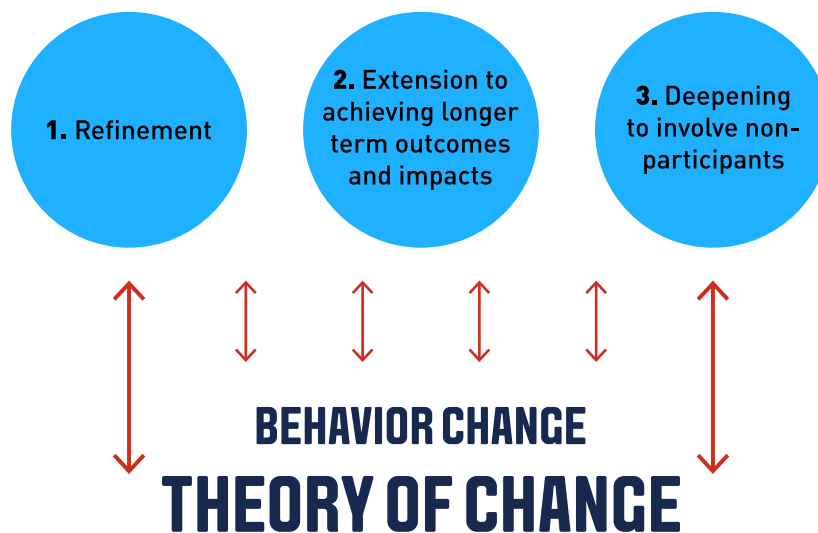 1. Refinement
2. Extension to
achieving longer
term outcomes
and impacts
3. Deepening
to involve non-
participants
BEHAVIOR CHANGE
THEORY OF CHANGE